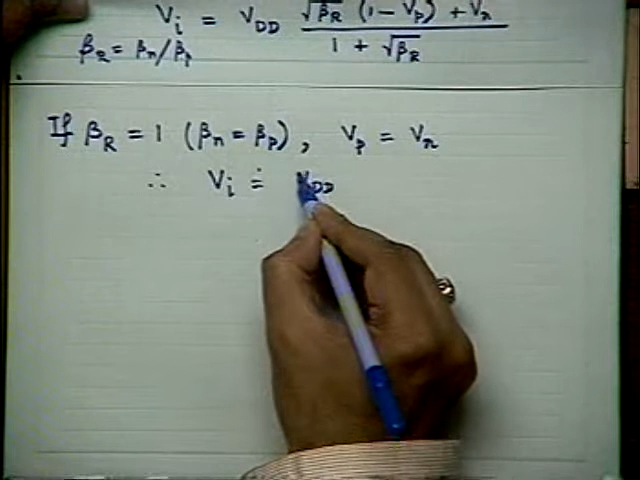 Vi = VDD √βR (1 - Vp) + Vn / 1 + √βR
βR = βn/βp
If βR = 1 (βn = βp), Vp = Vn
∴ Vi ≐ VDD